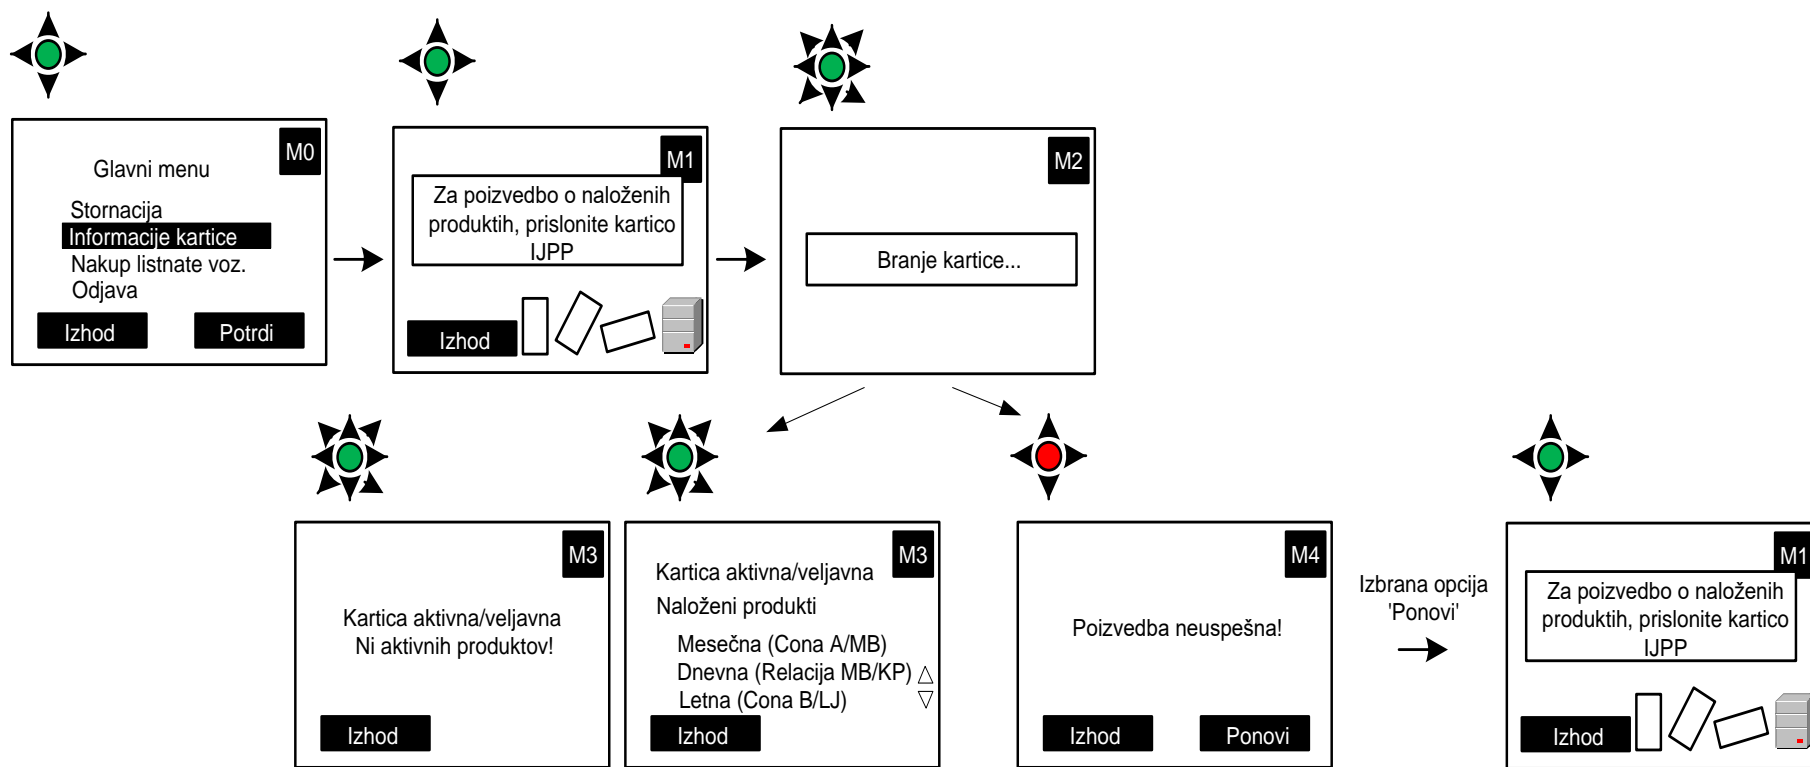 M0
Glavni menu
Stornacija
Informacije kartice
Nakup listnate voz.
Odjava
Izhod
Potrdi
M1
Za poizvedbo o naloženih
produktih, prislonite kartico
IJPP
Izhod
M2
Branje kartice...
M3
Kartica aktivna/veljavna
Ni aktivnih produktov!
Izhod
M3
Kartica aktivna/veljavna
Naloženi produkti
Mesečna (Cona A/MB)
Dnevna (Relacija MB/KP)
Letna (Cona B/LJ)
Izhod
M4
Poizvedba neuspešna!
Izhod
Ponovi
Izbrana opcija
'Ponovi'
M1
Za poizvedbo o naloženih
produktih, prislonite kartico
IJPP
Izhod